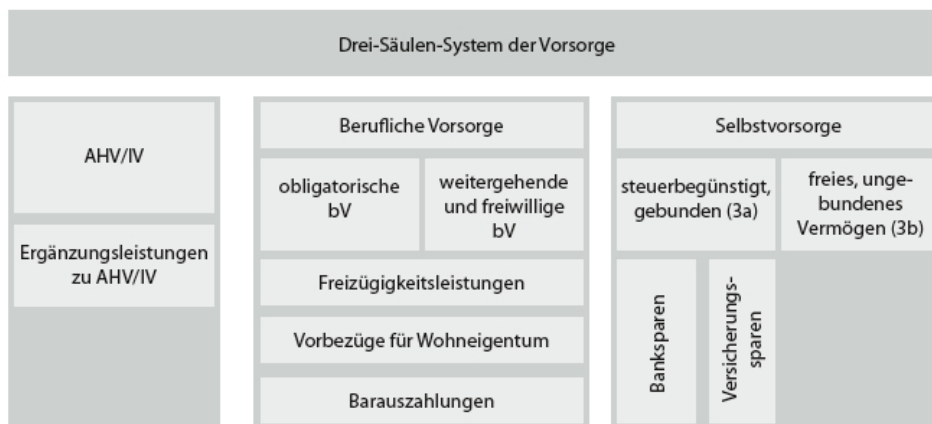 Drei-Säulen-System der Vorsorge
AHV/IV
Ergänzungsleistungen
zu AHV/IV
Berufliche Vorsorge
obligatorische
bV
weitergehende
und freiwillige
bV
Freizügigkeitsleistungen
Vorbezüge für Wohneigentum
Barauszahlungen
Selbstvorsorge
steuerbegünstigt,
gebunden (3a)
freies, unge-
bundenes
Vermögen (3b)
Banksparen
Versicherungs-
sparen